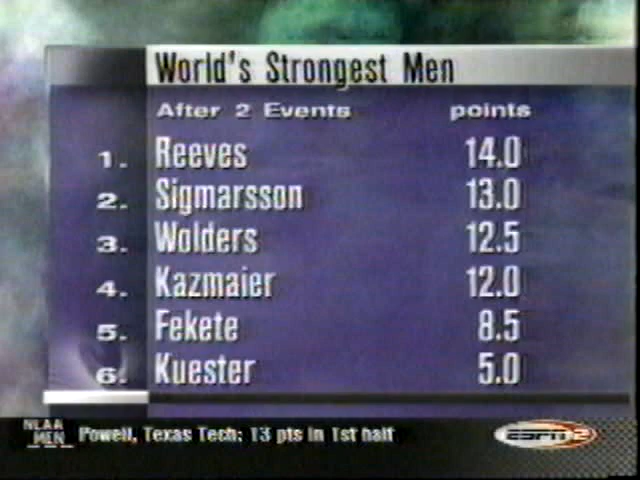 World's Strongest Men
After 2 Events points
1. Reeves 14.0
2. Sigmarsson 13.0
3. Wolders 12.5
4. Kazmaier 12.0
5. Fekete 8.5
6. Kuester 5.0
NCAA MEN Powell, Texas Tech: 13 pts in 1st half ESPN 2